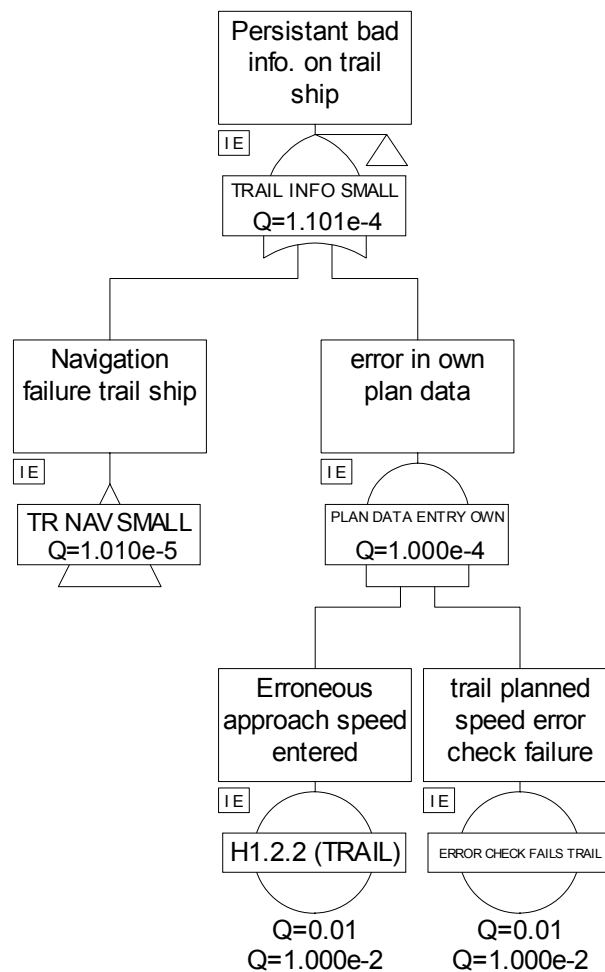 Persistant bad
info. on trail
ship
I E
TRAIL INFO SMALL
Q=1.101e-4
Navigation
failure trail ship
I E
TR NAV SMALL
Q=1.010e-5
error in own
plan data
I E
PLAN DATA ENTRY OWN
Q=1.000e-4
Erroneous
approach speed
entered
I E
H1.2.2 (TRAIL)
Q=0.01
Q=1.000e-2
trail planned
speed error
check failure
I E
ERROR CHECK FAILS TRAIL
Q=0.01
Q=1.000e-2